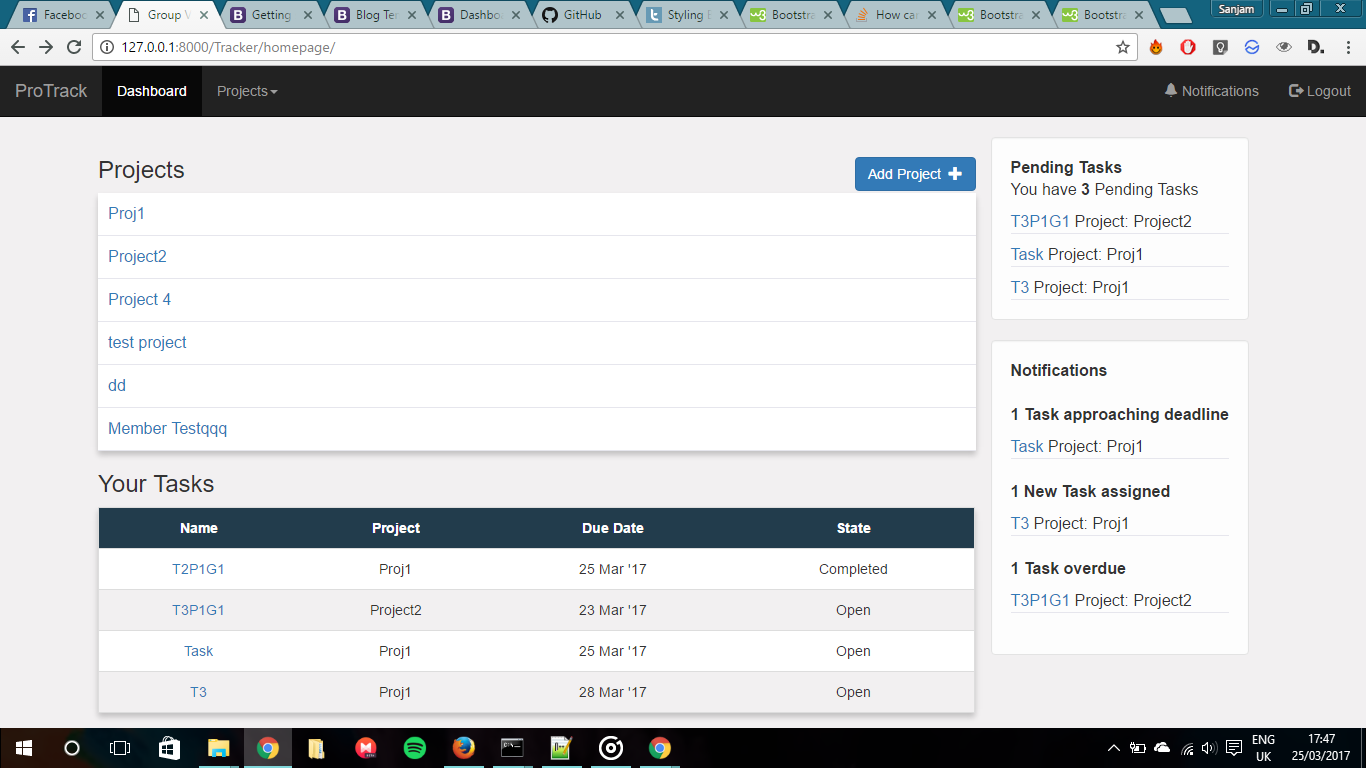 Sanjam
Facebo
Group V
Getting
Blog Te
Dashbo
GitHub
Styling
Bootstra
How ca
Bootstra
Bootstr
127.0.0.1:8000/Tracker/homepage/
ProTrack Dashboard Projects Notifications Logout
Projects
Add Project
Proj1
Project2
Project 4
test project
dd
Member Testqqq
Your Tasks
Name Project Due Date State
T2P1G1 Proj1 25 Mar '17 Completed
T3P1G1 Project2 23 Mar '17 Open
Task Proj1 25 Mar '17 Open
T3 Proj1 28 Mar '17 Open
Pending Tasks
You have 3 Pending Tasks
T3P1G1 Project: Project2
Task Project: Proj1
T3 Project: Proj1
Notifications
1 Task approaching deadline
Task Project: Proj1
1 New Task assigned
T3 Project: Proj1
1 Task overdue
T3P1G1 Project: Project2
ENG
UK
17:47
25/03/2017